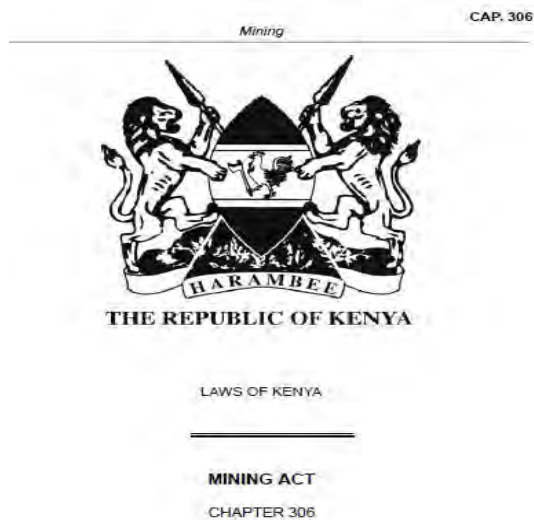 CAP. 306
Mining
HARAMBEE
THE REPUBLIC OF KENYA
LAWS OF KENYA
MINING ACT
CHAPTER 306